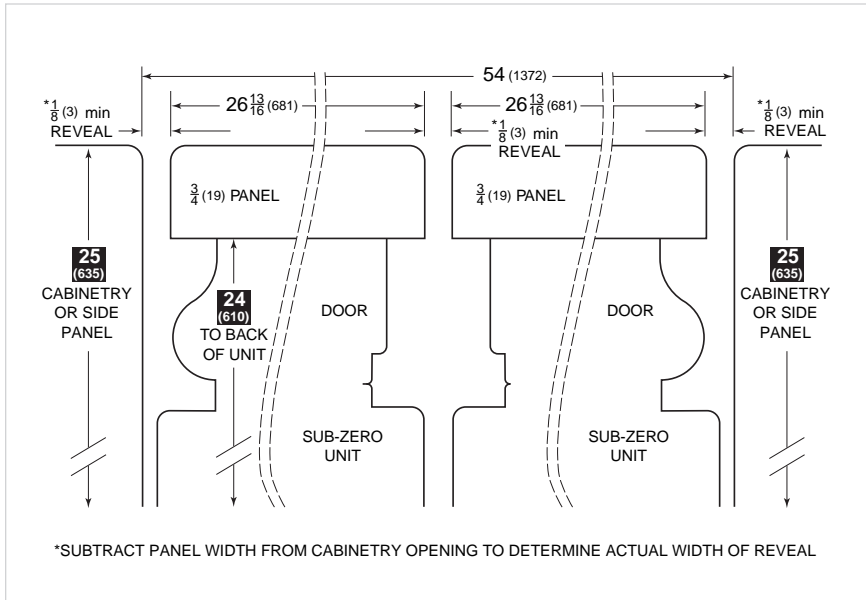 54 (1372)
*1/8 (3) min
REVEAL
26 13/16 (681)
26 13/16 (681)
*1/8 (3) min
REVEAL
*1/8 (3) min
REVEAL
3/4 (19) PANEL
3/4 (19) PANEL
25
(635)
CABINETRY
OR SIDE
PANEL
24
(610)
TO BACK
OF UNIT
DOOR
DOOR
25
(635)
CABINETRY
OR SIDE
PANEL
SUB-ZERO
UNIT
SUB-ZERO
UNIT
*SUBTRACT PANEL WIDTH FROM CABINETRY OPENING TO DETERMINE ACTUAL WIDTH OF REVEAL